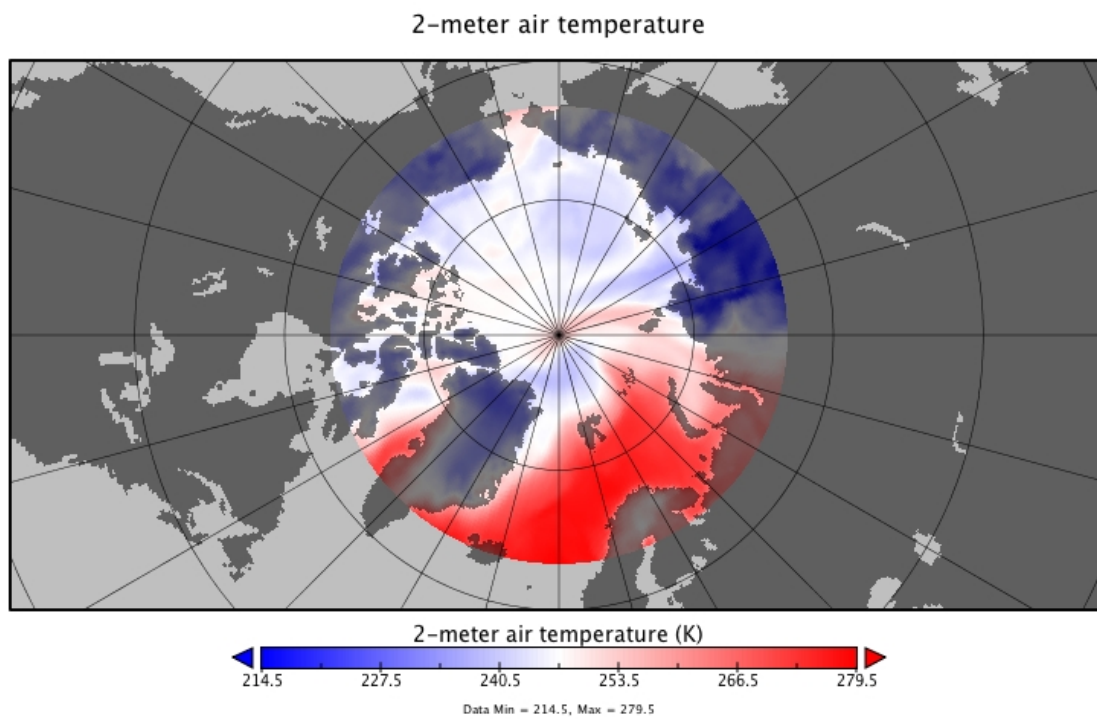 2-meter air temperature
2-meter air temperature (K)
214.5 227.5 240.5 253.5 266.5 279.5
Data Min = 214.5, Max = 279.5